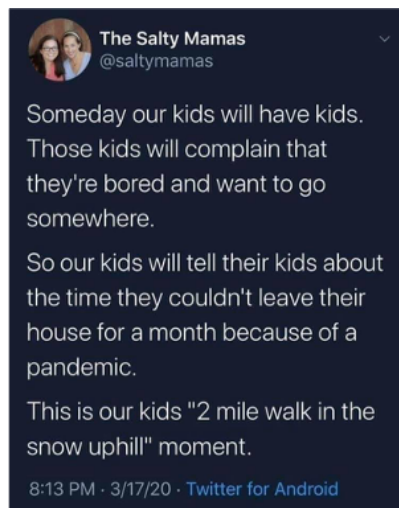 The Salty Mamas
@saltymamas
Someday our kids will have kids.
Those kids will complain that
they're bored and want to go
somewhere.
So our kids will tell their kids about
the time they couldn't leave their
house for a month because of a
pandemic.
This is our kids "2 mile walk in the
snow uphill" moment.
8:13 PM · 3/17/20 · Twitter for Android